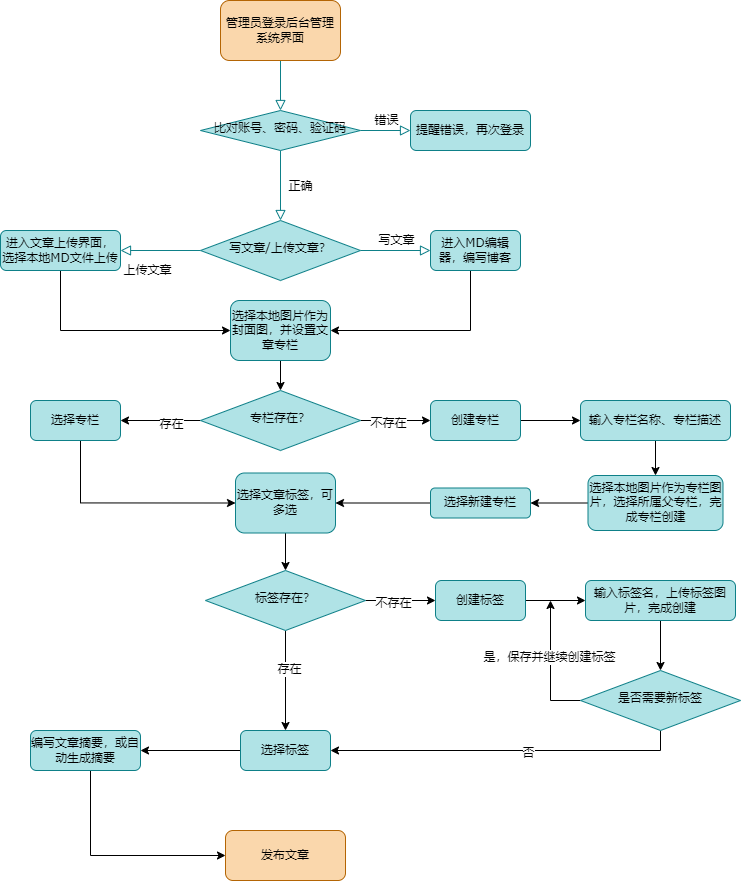 管理员登录后台管理
系统界面
比对账号、密码、验证码
错误
提醒错误，再次登录
正确
进入文章上传界面，
选择本地MD文件上传
上传文章
写文章/上传文章？
写文章
进入MD编辑
器，编写博客
选择本地图片作为
封面图，并设置文
章专栏
选择专栏
存在
专栏存在？
不存在
创建专栏
输入专栏名称、专栏描述
选择文章标签，可
多选
选择新建专栏
选择本地图片作为专栏图
片，选择所属父专栏，完
成专栏创建
标签存在？
不存在
创建标签
输入标签名，上传标签图
片，完成创建
存在
是，保存并继续创建标签
是否需要新标签
编写文章摘要，或自
动生成摘要
选择标签
否
发布文章